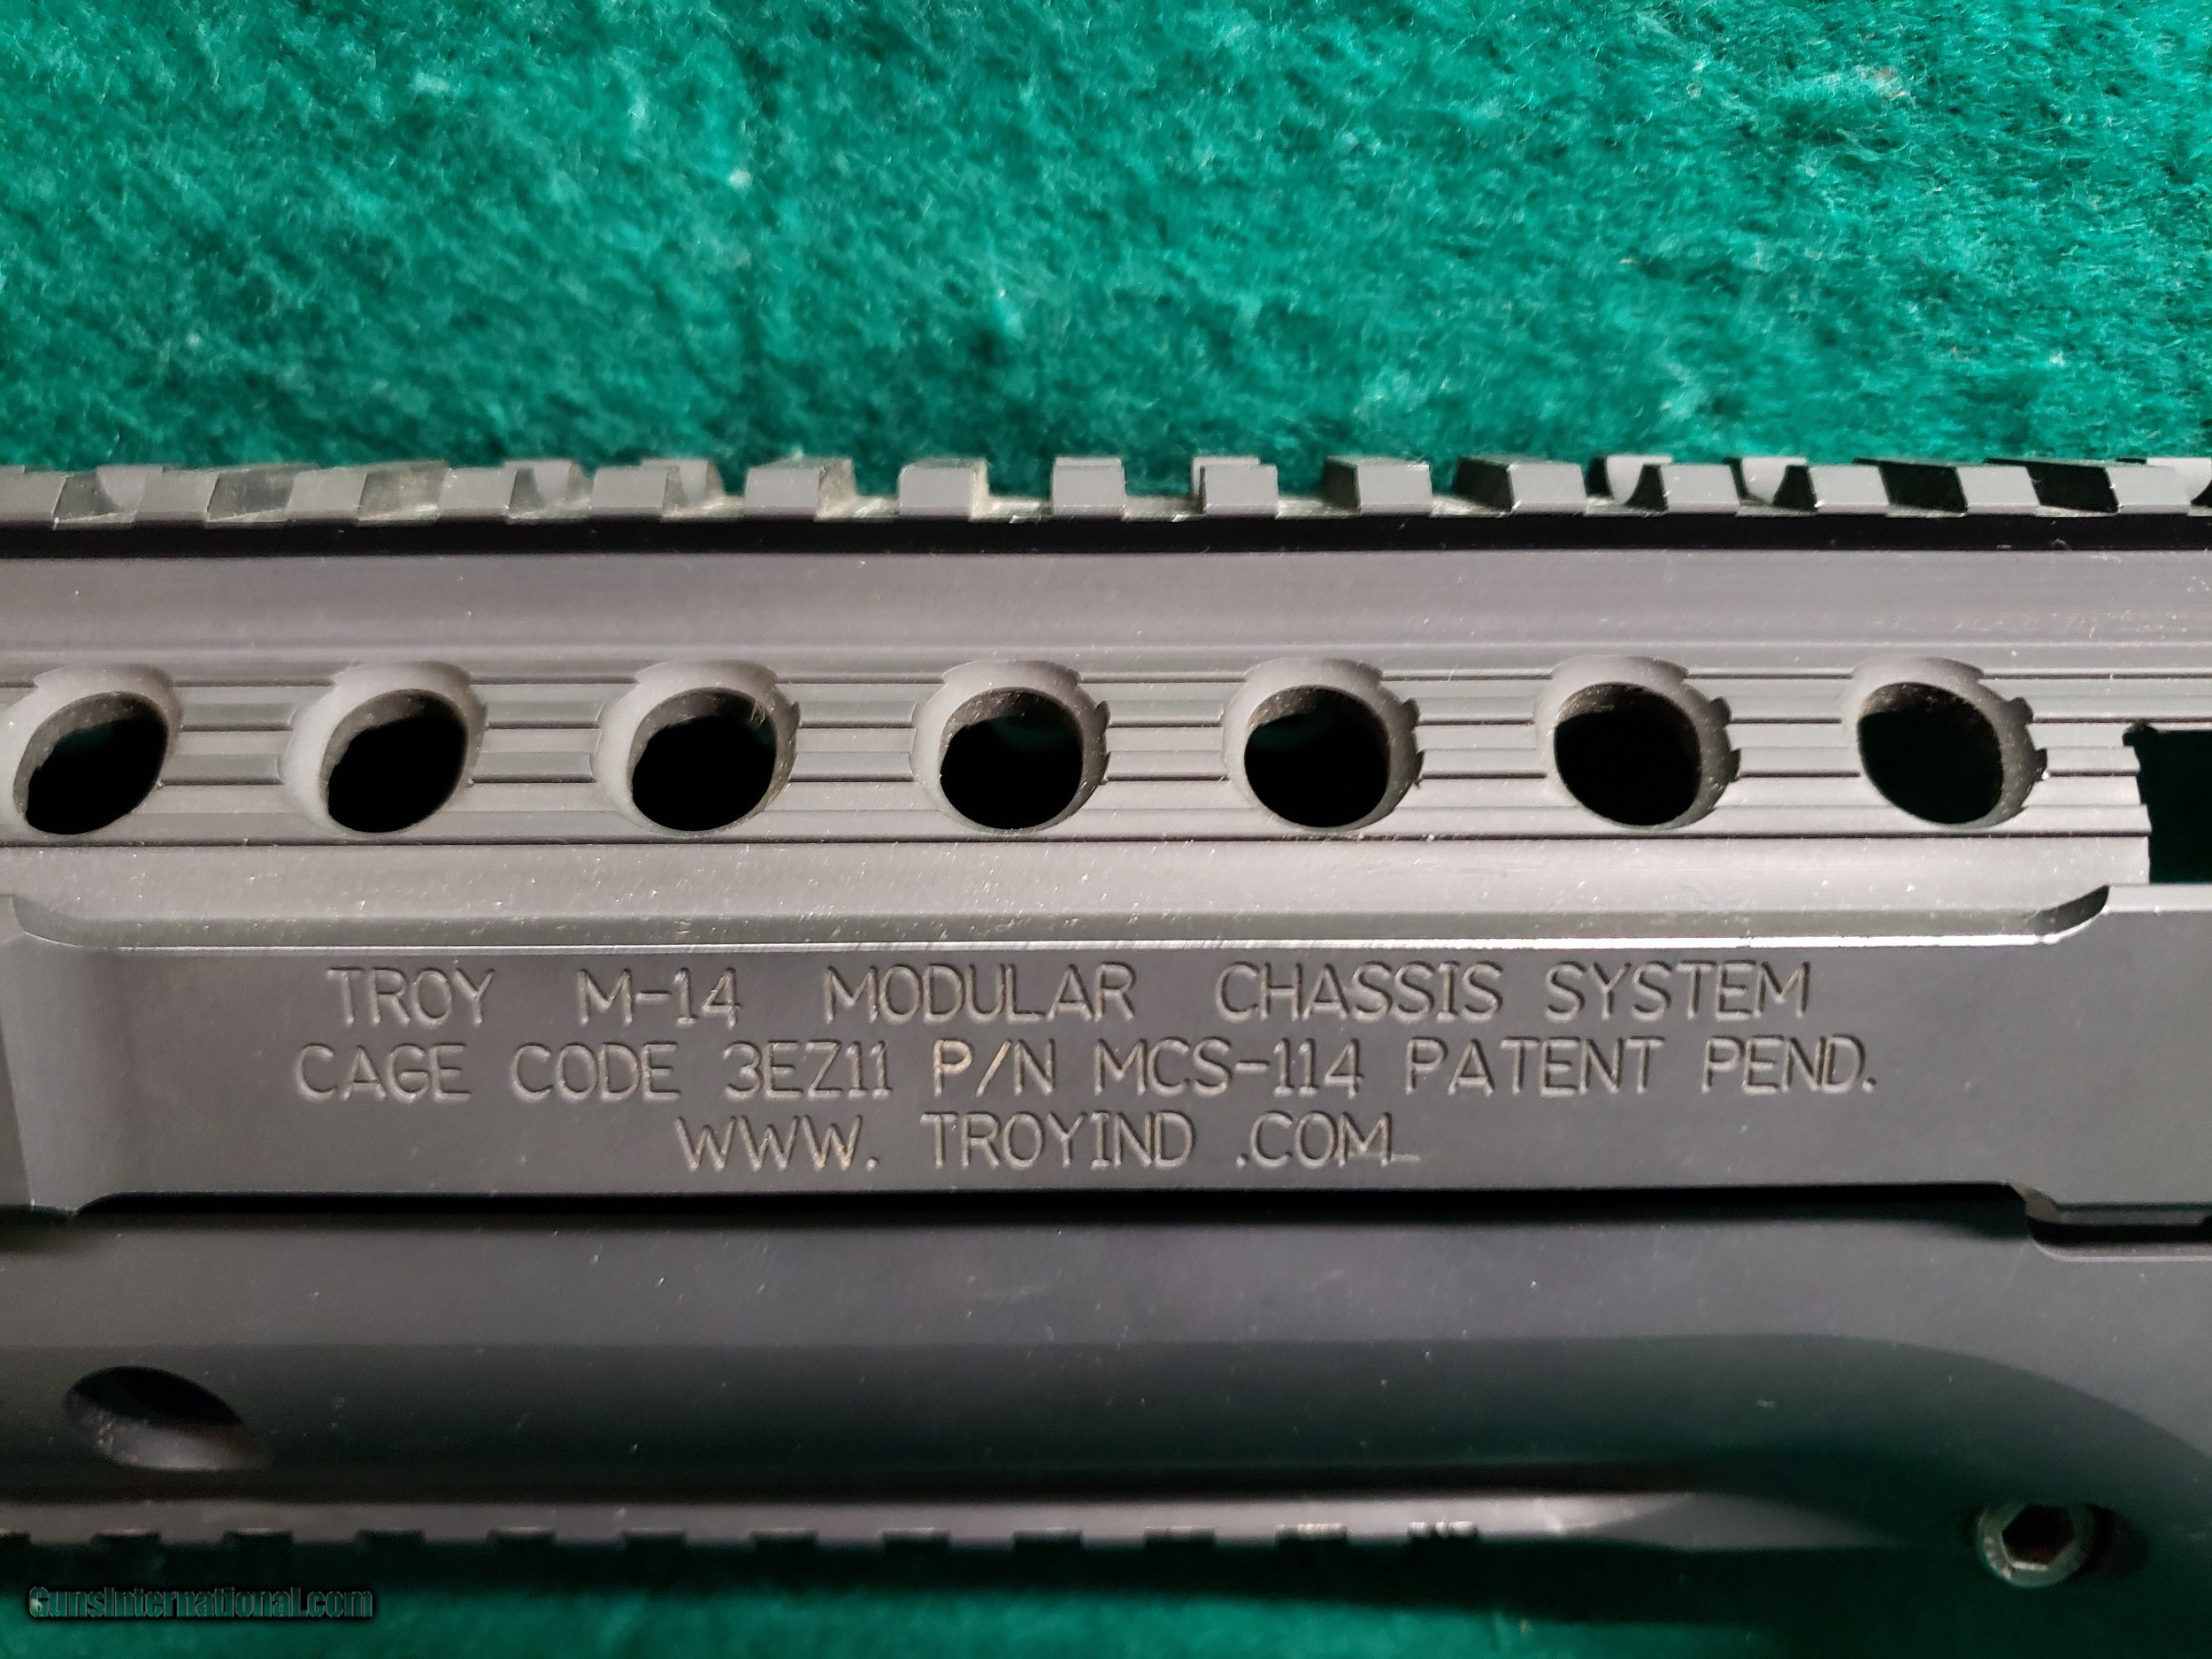 TROY M-14 MODULAR CHASSIS SYSTEM
CAGE CODE 3EZ11 P/N MCS-114 PATENT PEND.
WWW. TROYIND .COM
GunsInternational.com